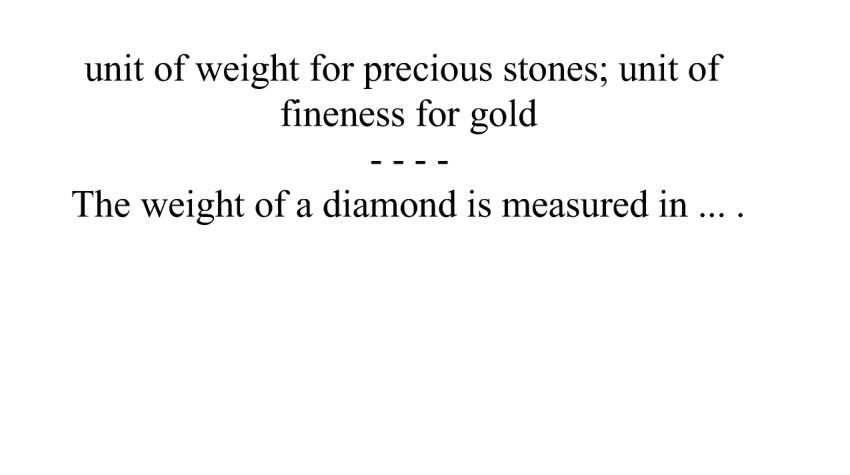 unit of weight for precious stones; unit of
fineness for gold
- - - -
The weight of a diamond is measured in ... .